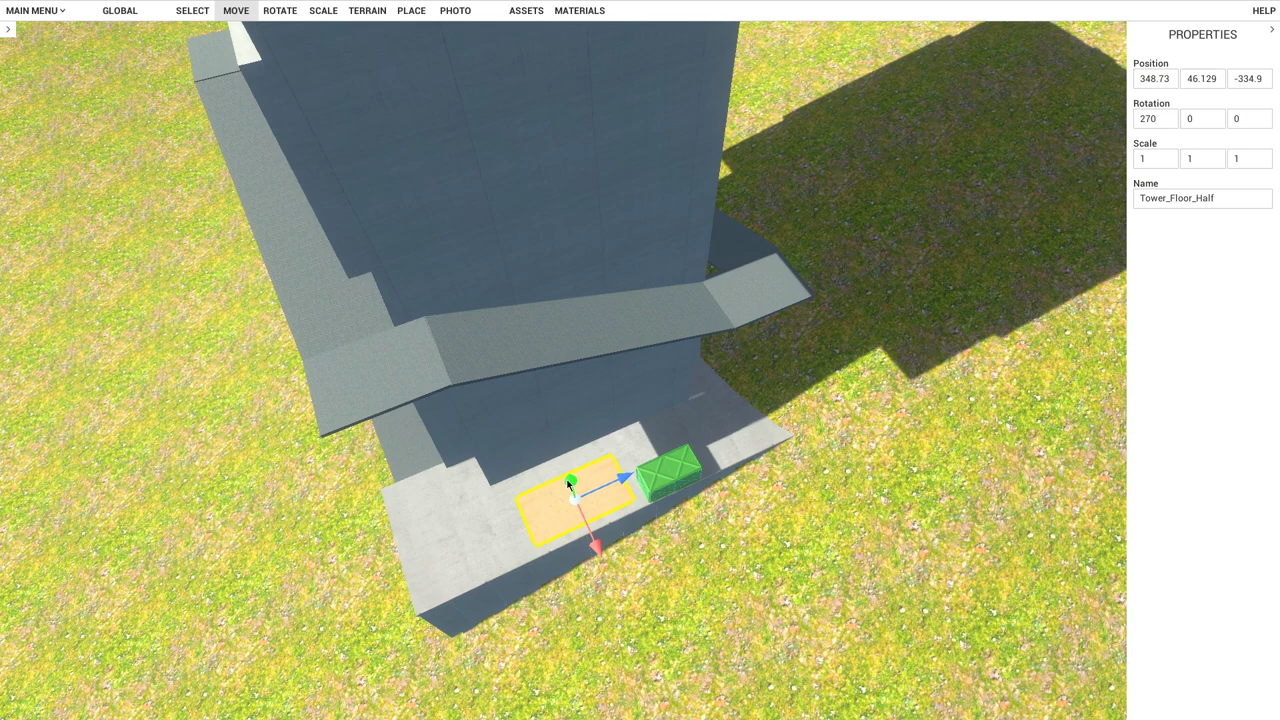 MAIN MENU GLOBAL SELECT MOVE ROTATE SCALE TERRAIN PLACE PHOTO ASSETS MATERIALS HELP
PROPERTIES
Position
348.73 46.129 -334.9
Rotation
270 0 0
Scale
1 1 1
Name
Tower_Floor_Half